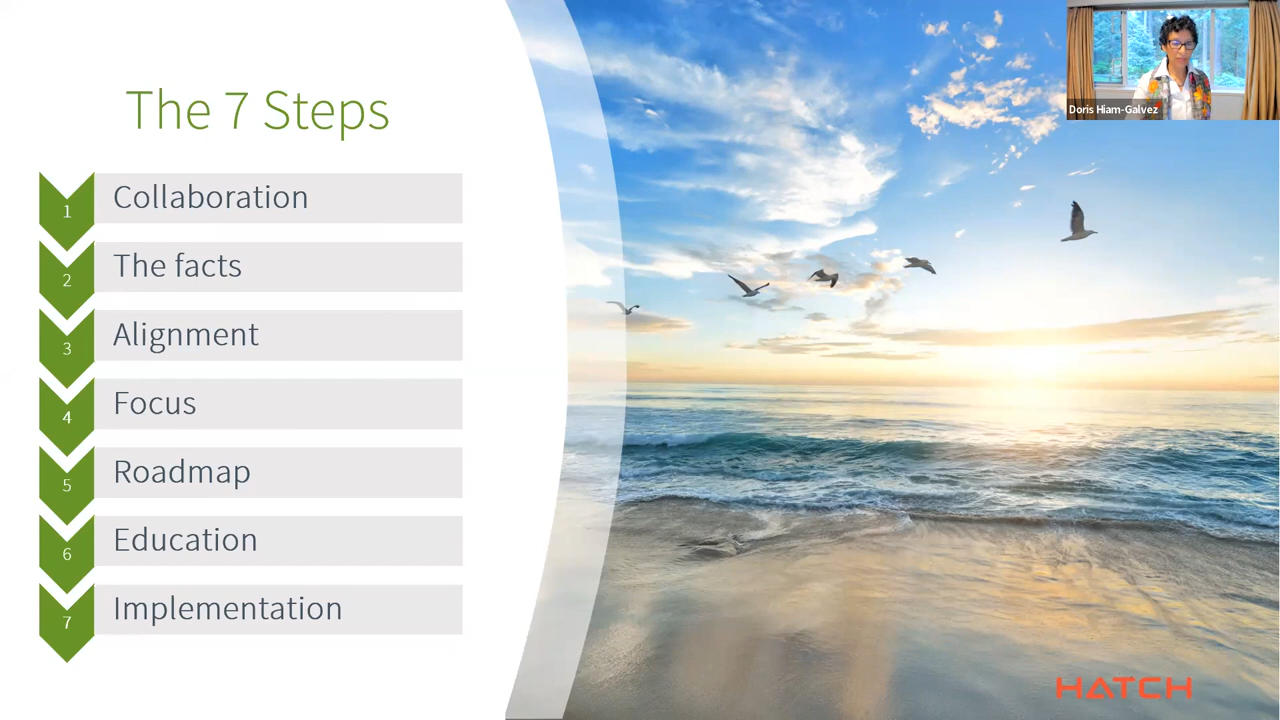 The 7 Steps
1 Collaboration
2 The facts
3 Alignment
4 Focus
5 Roadmap
6 Education
7 Implementation
Doris Hiam-Galvez
HATCH